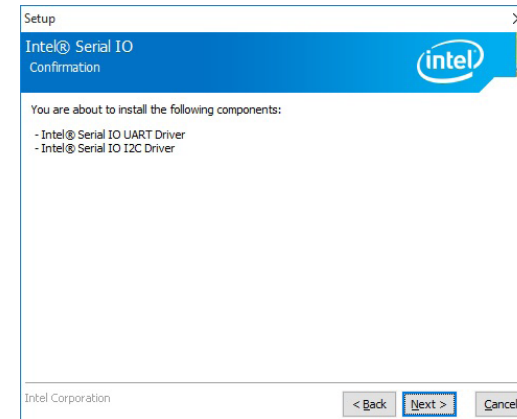 Setup
Intel® Serial IO
Confirmation
intel
You are about to install the following components:
- Intel® Serial IO UART Driver
- Intel® Serial IO I2C Driver
Intel Corporation
< Back
Next >
Cancel